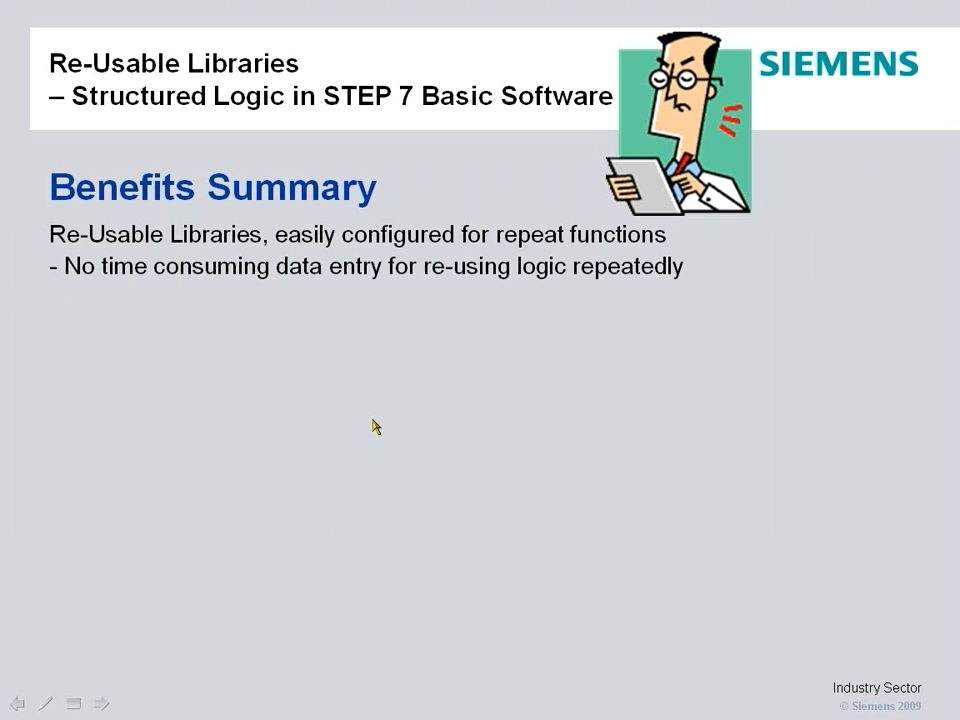 Re-Usable Libraries
– Structured Logic in STEP 7 Basic Software
SIEMENS
Benefits Summary
Re-Usable Libraries, easily configured for repeat functions
- No time consuming data entry for re-using logic repeatedly
Industry Sector
© Siemens 2009